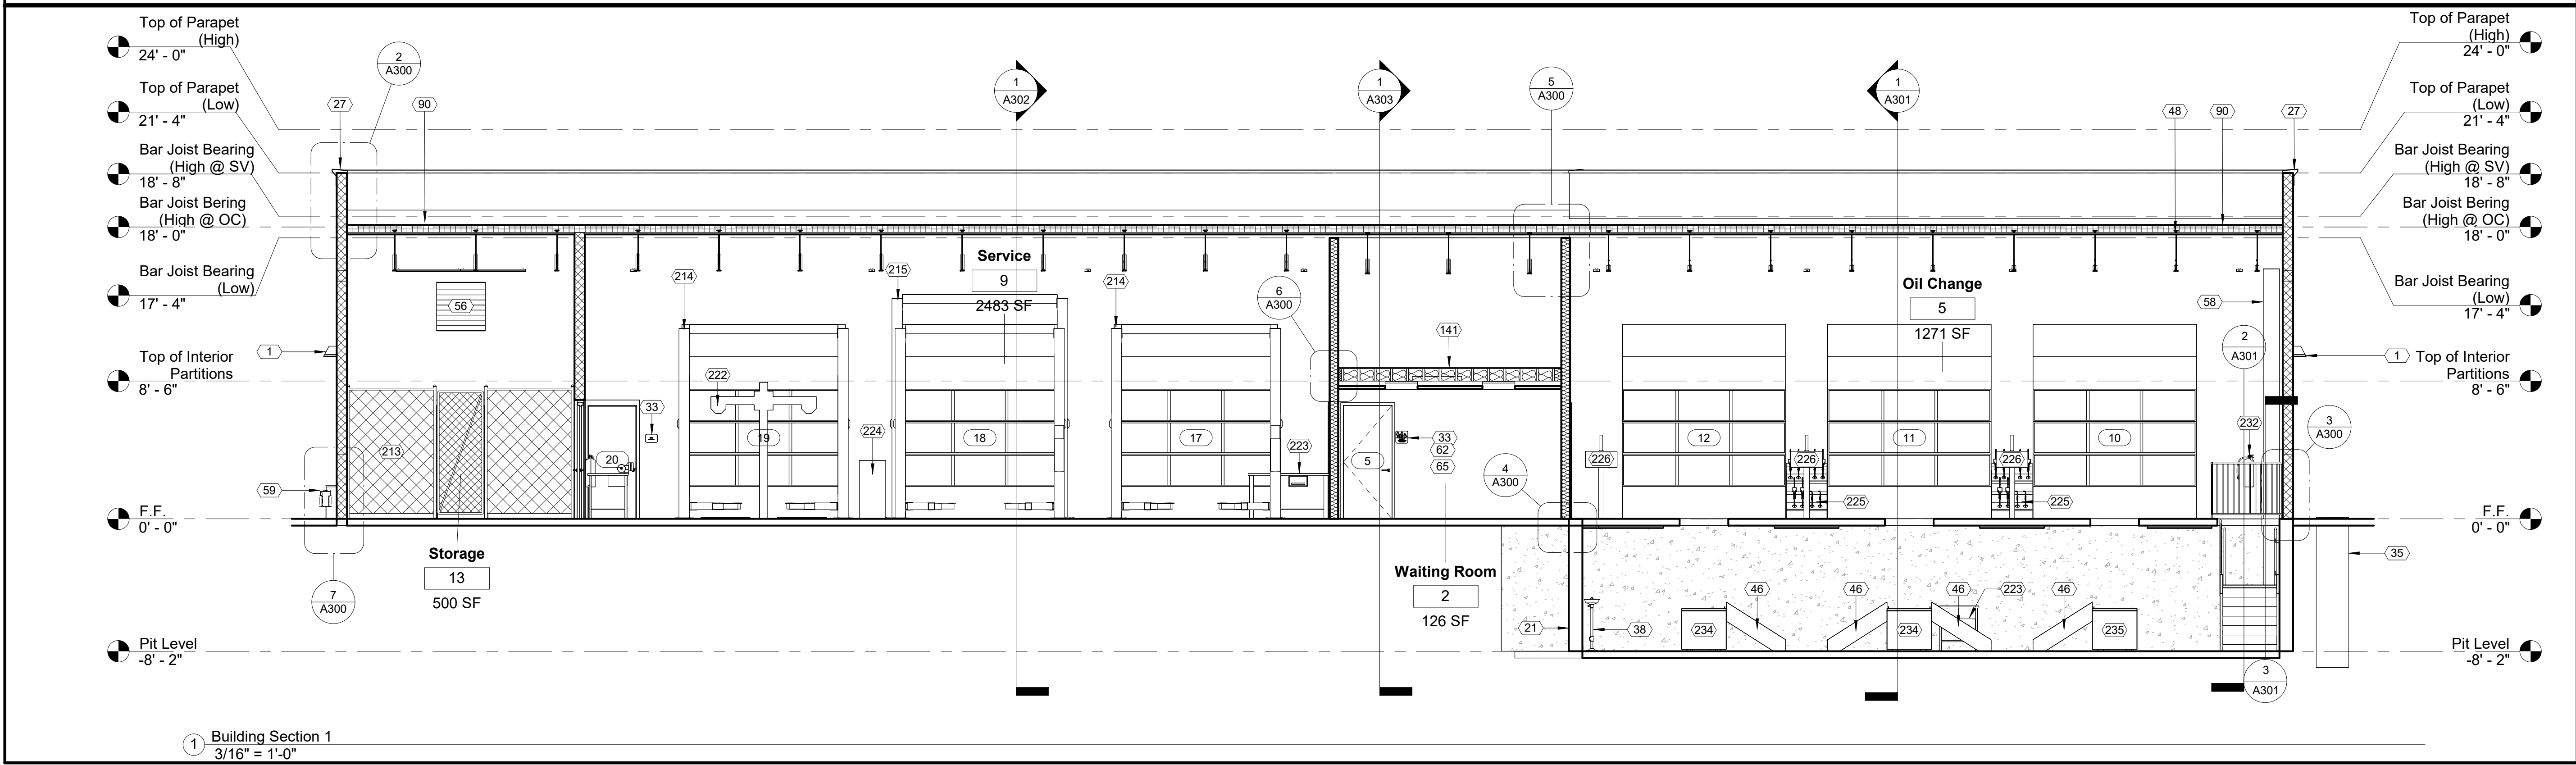 Top of Parapet
(High)
24' - 0"
Top of Parapet
(Low)
21' - 4"
Bar Joist Bearing
(High @ SV)
18' - 8"
Bar Joist Bering
(High @ OC)
18' - 0"
Bar Joist Bearing
(Low)
17' - 4"
Top of Interior
Partitions
8' - 6"
F.F.
0' - 0"
Pit Level
-8' - 2"
2
A300
27
90
1
59
7
A300
56
213
Storage
13
500 SF
20
33
214
222
19
224
215
18
Service
9
2483 SF
1
A302
214
17
223
6
A300
1
A303
141
5
33
62
65
Waiting Room
2
126 SF
5
A300
4
A300
21
38
226
12
226
225
11
226
225
10
1
A301
Oil Change
5
1271 SF
234
46
46
234
46
223
46
235
48
90
27
58
2
A301
232
3
A300
1
35
3
A301
Top of Parapet
(High)
24' - 0"
Top of Parapet
(Low)
21' - 4"
Bar Joist Bearing
(High @ SV)
18' - 8"
Bar Joist Bering
(High @ OC)
18' - 0"
Bar Joist Bearing
(Low)
17' - 4"
Top of Interior
Partitions
8' - 6"
F.F.
0' - 0"
Pit Level
-8' - 2"
1
Building Section 1
3/16" = 1'-0"